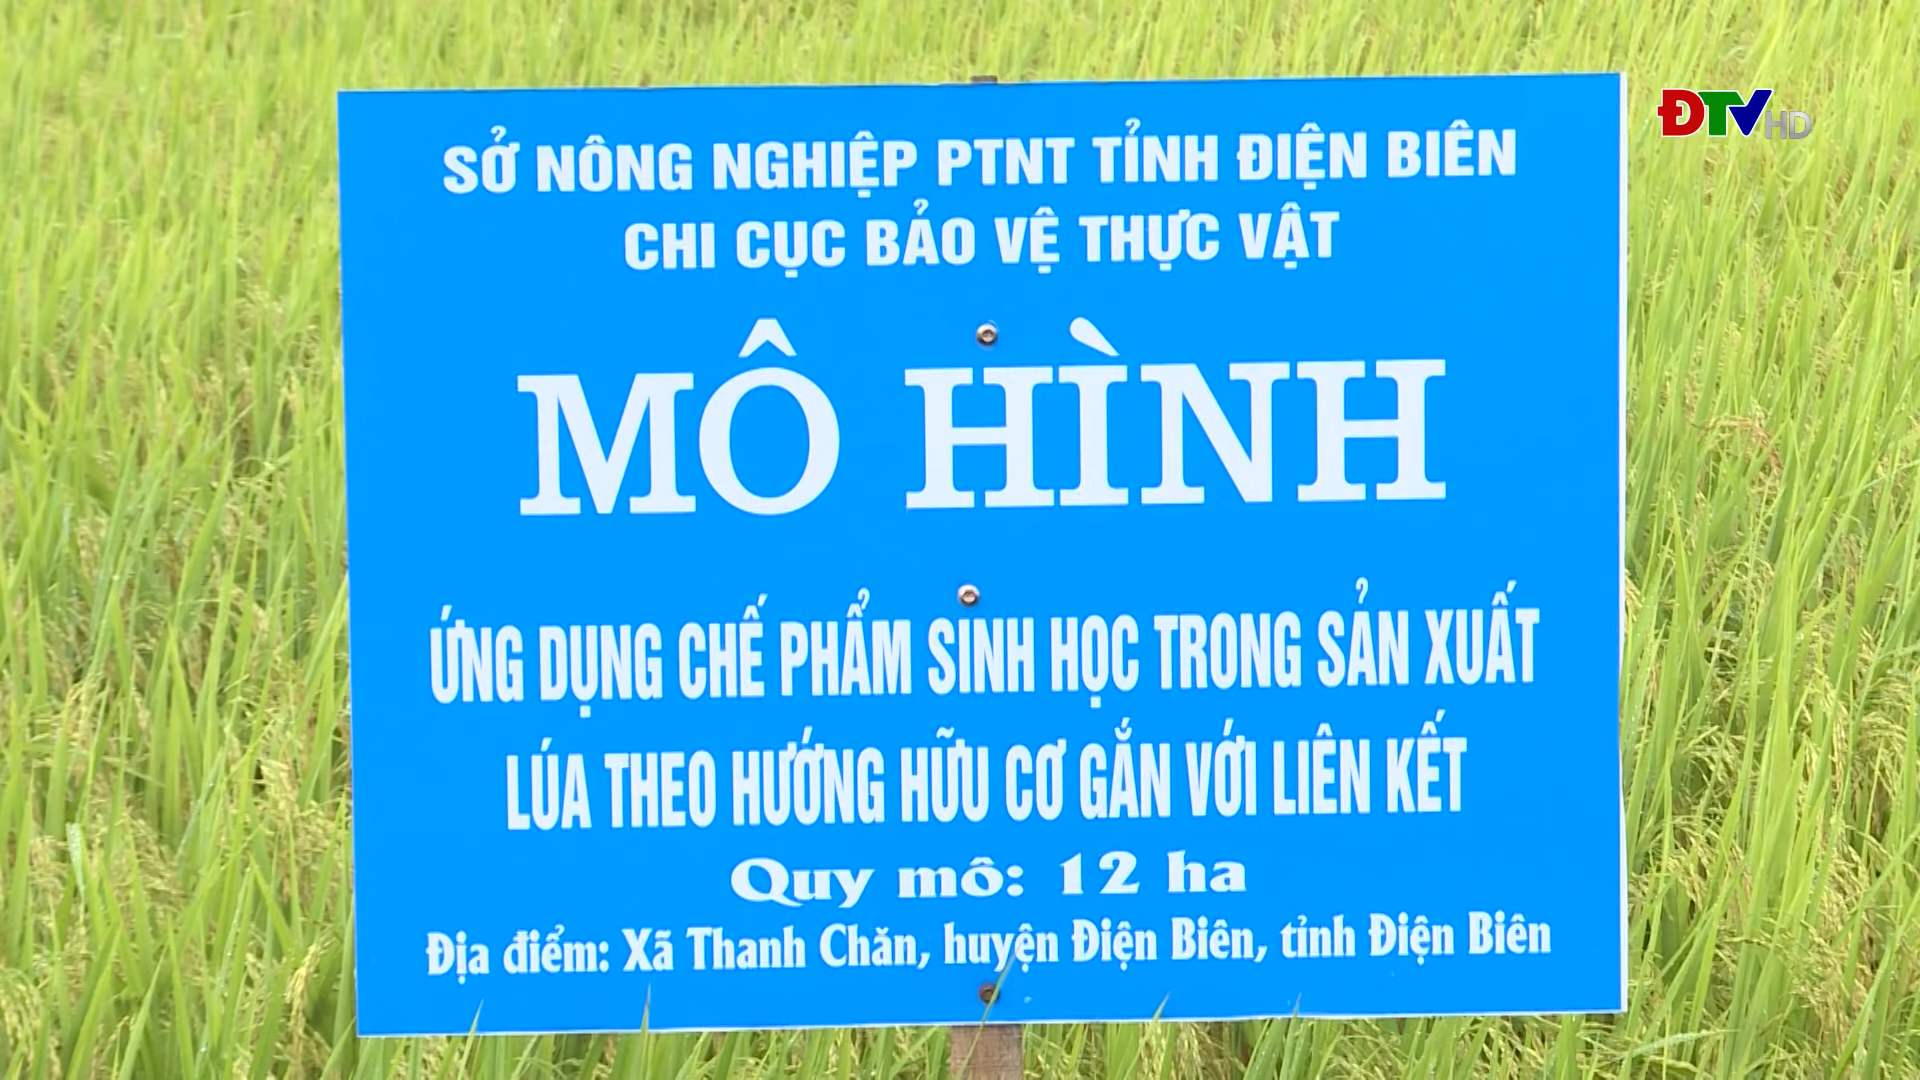 ĐTV HD
SỞ NÔNG NGHIỆP PTNT TỈNH ĐIỆN BIÊN
CHI CỤC BẢO VỆ THỰC VẬT
MÔ HÌNH
ỨNG DỤNG CHẾ PHẨM SINH HỌC TRONG SẢN XUẤT
LÚA THEO HƯỚNG HỮU CƠ GẮN VỚI LIÊN KẾT
Quy mô: 12 ha
Địa điểm: Xã Thanh Chăn, huyện Điện Biên, tỉnh Điện Biên